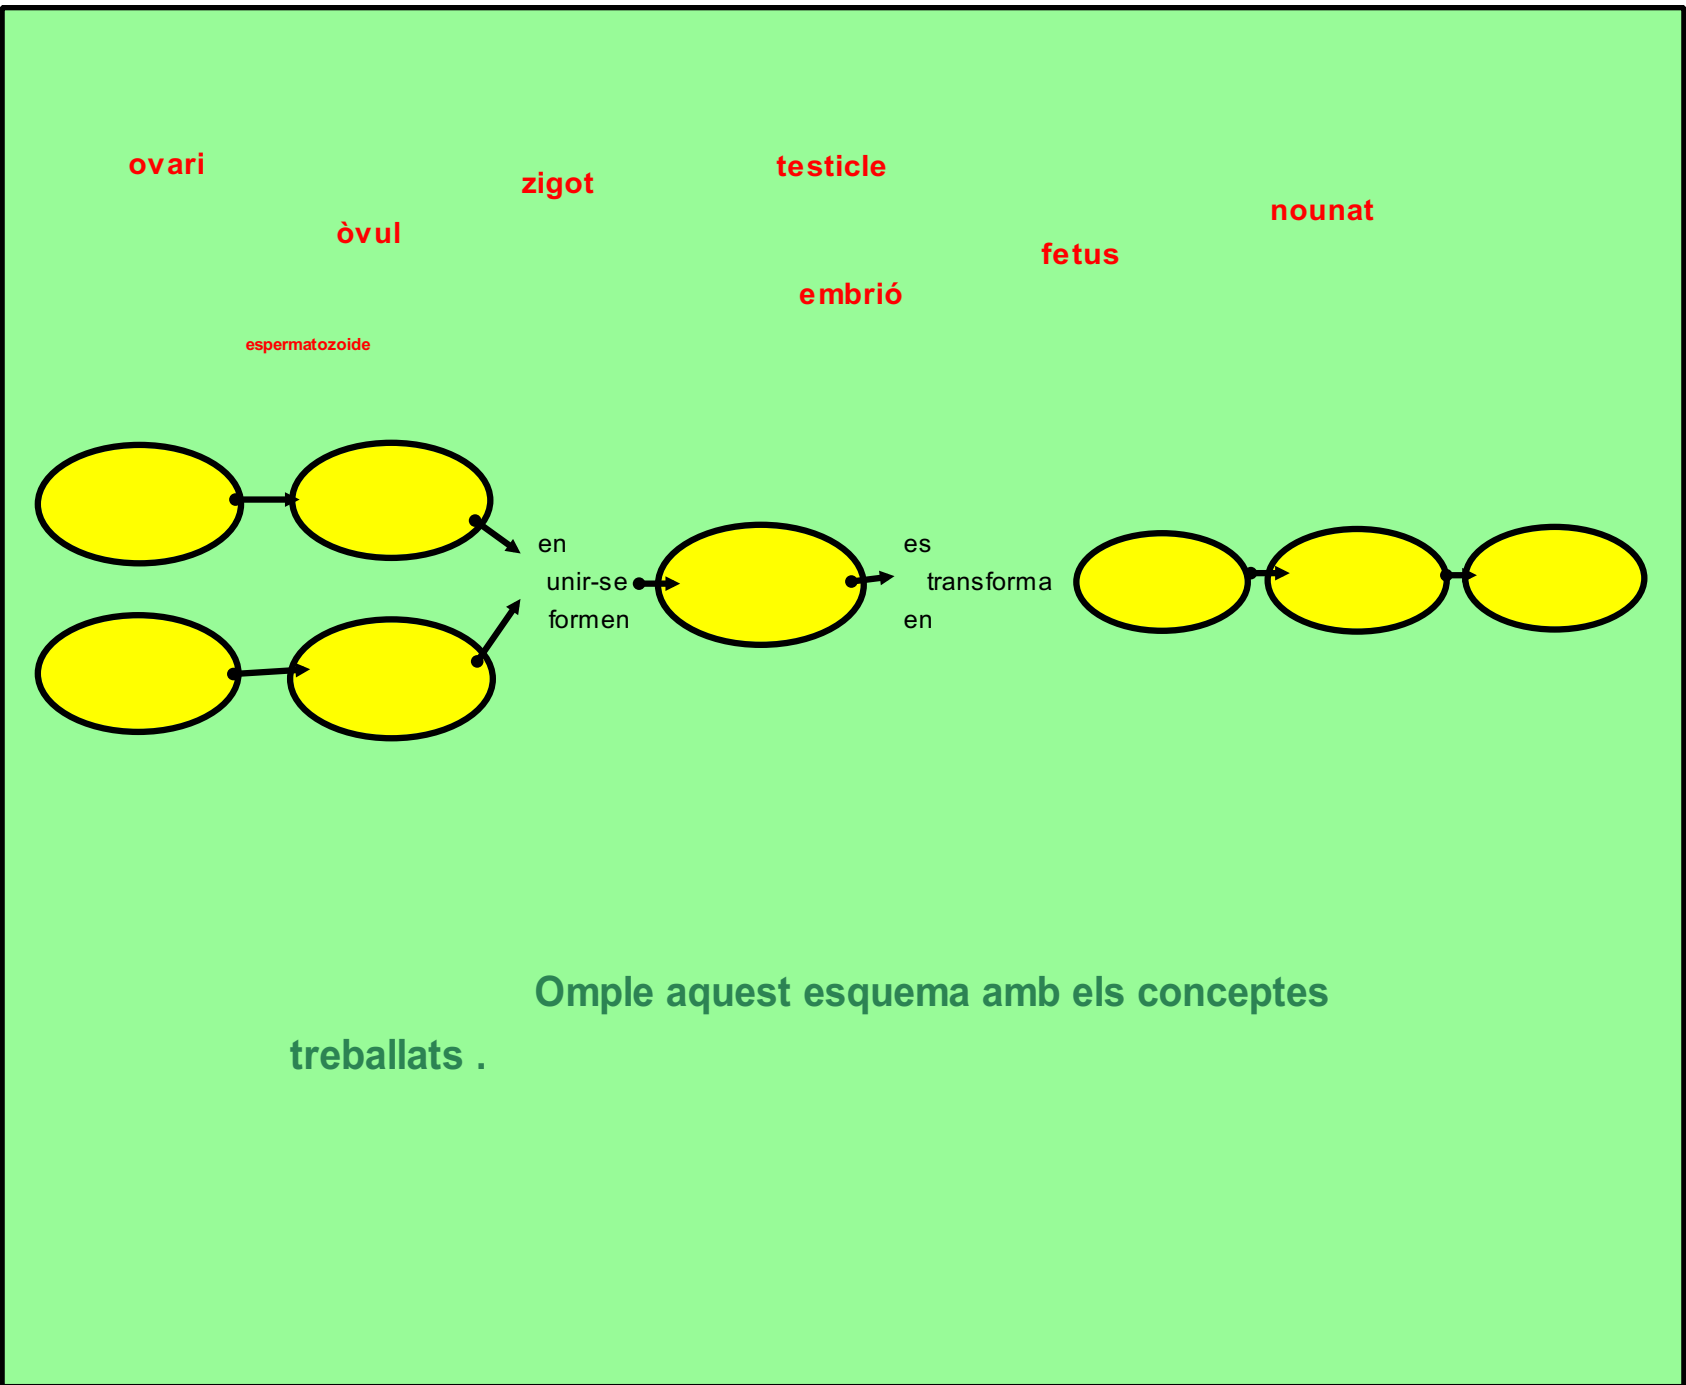 ovari
testicle
zigot
nounat
òvul
fetus
embrió
espermatozoide
en
unir-se
formen
es
transforma
en
Omple aquest esquema amb els conceptes
treballats .